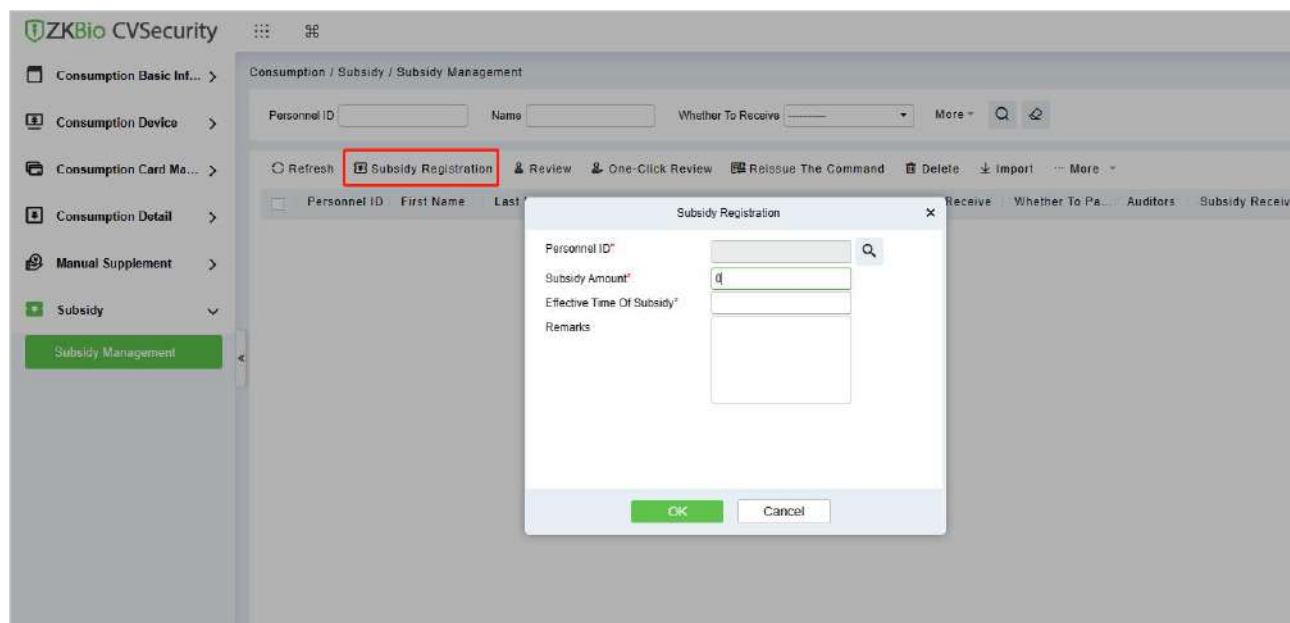 ZKBio CVSecurity
Consumption Basic Inf... >
Consumption Device >
Consumption Card Ma... >
Consumption Detail >
Manual Supplement >
Subsidy
Subsidy Management
Consumption / Subsidy / Subsidy Management
Personnel ID Name Whether To Receive ---------- More
Refresh Subsidy Registration Review One-Click Review Reissue The Command Delete Import ··· More
Personnel ID First Name Last Receive Whether To Pa... Auditors Subsidy Receiv
Subsidy Registration ×
Personnel ID*
Subsidy Amount* 0
Effective Time Of Subsidy*
Remarks
OK Cancel